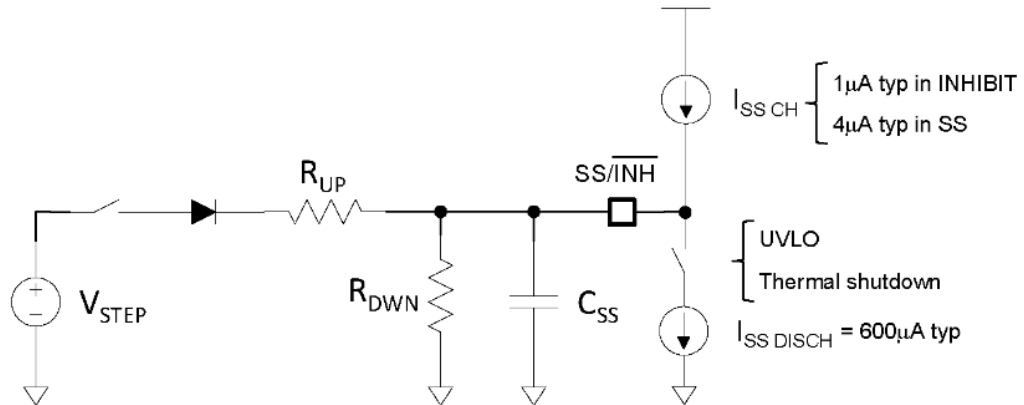 1μA typ in INHIBIT
I_SS CH
4μA typ in SS
R_UP
SS/I̅N̅H̅
UVLO
+
−
V_STEP
R_DWN
C_SS
Thermal shutdown
I_SS DISCH = 600μA typ